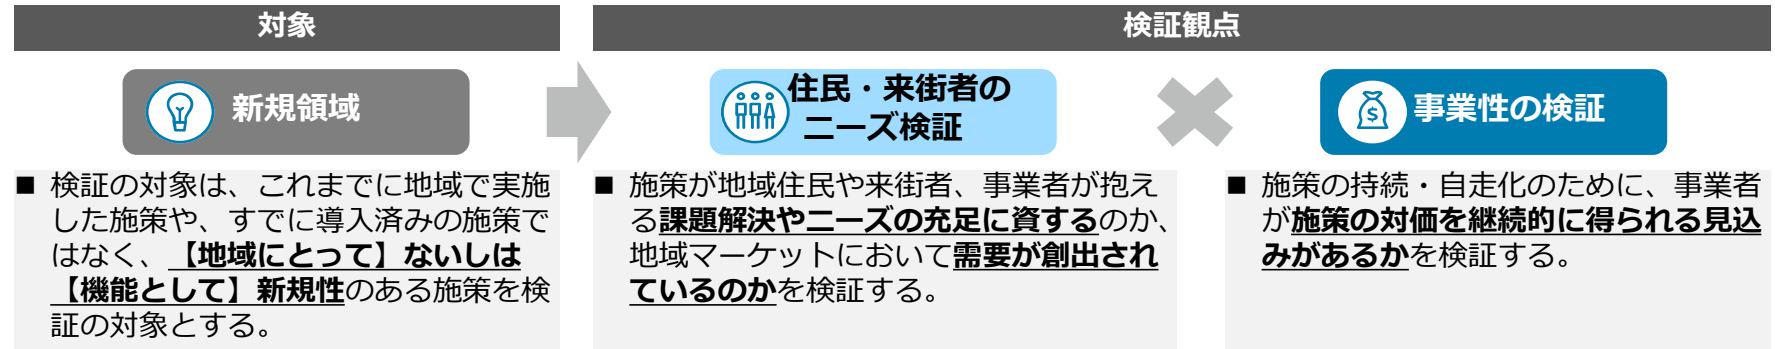 対象
検証観点
新規領域
住民・来街者の
ニーズ検証
事業性の検証
■ 検証の対象は、これまでに地域で実施
した施策や、すでに導入済みの施策で
はなく、【地域にとって】ないしは
【機能として】新規性のある施策を検
証の対象とする。
■ 施策が地域住民や来街者、事業者が抱え
る課題解決やニーズの充足に資するのか、
地域マーケットにおいて需要が創出され
ているのかを検証する。
■ 施策の持続・自走化のために、事業者
が施策の対価を継続的に得られる見込
みがあるかを検証する。